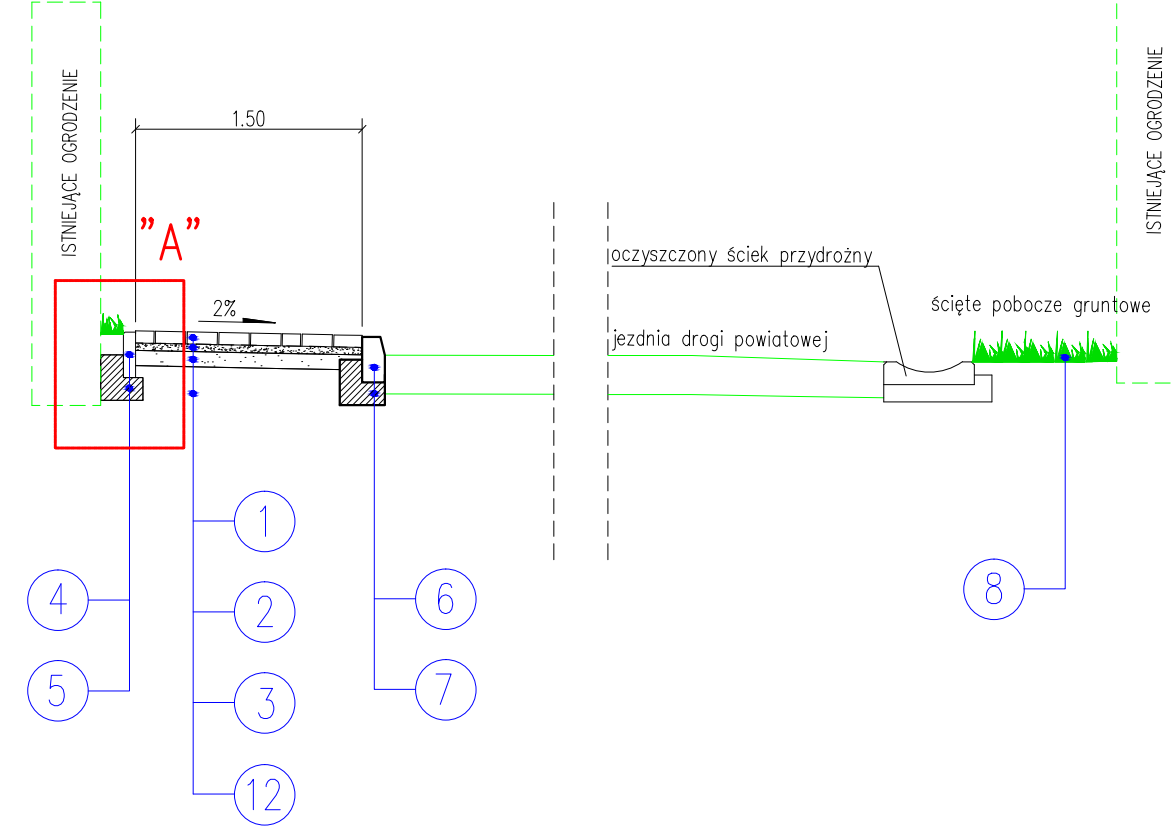 ISTNIEJĄCE OGRODZENIE
ISTNIEJĄCE OGRODZENIE
1.50
"A"
2%
oczyszczony ściek przydrożny
ścięte pobocze gruntowe
jezdnia drogi powiatowej
1
2
3
12
4
5
6
7
8